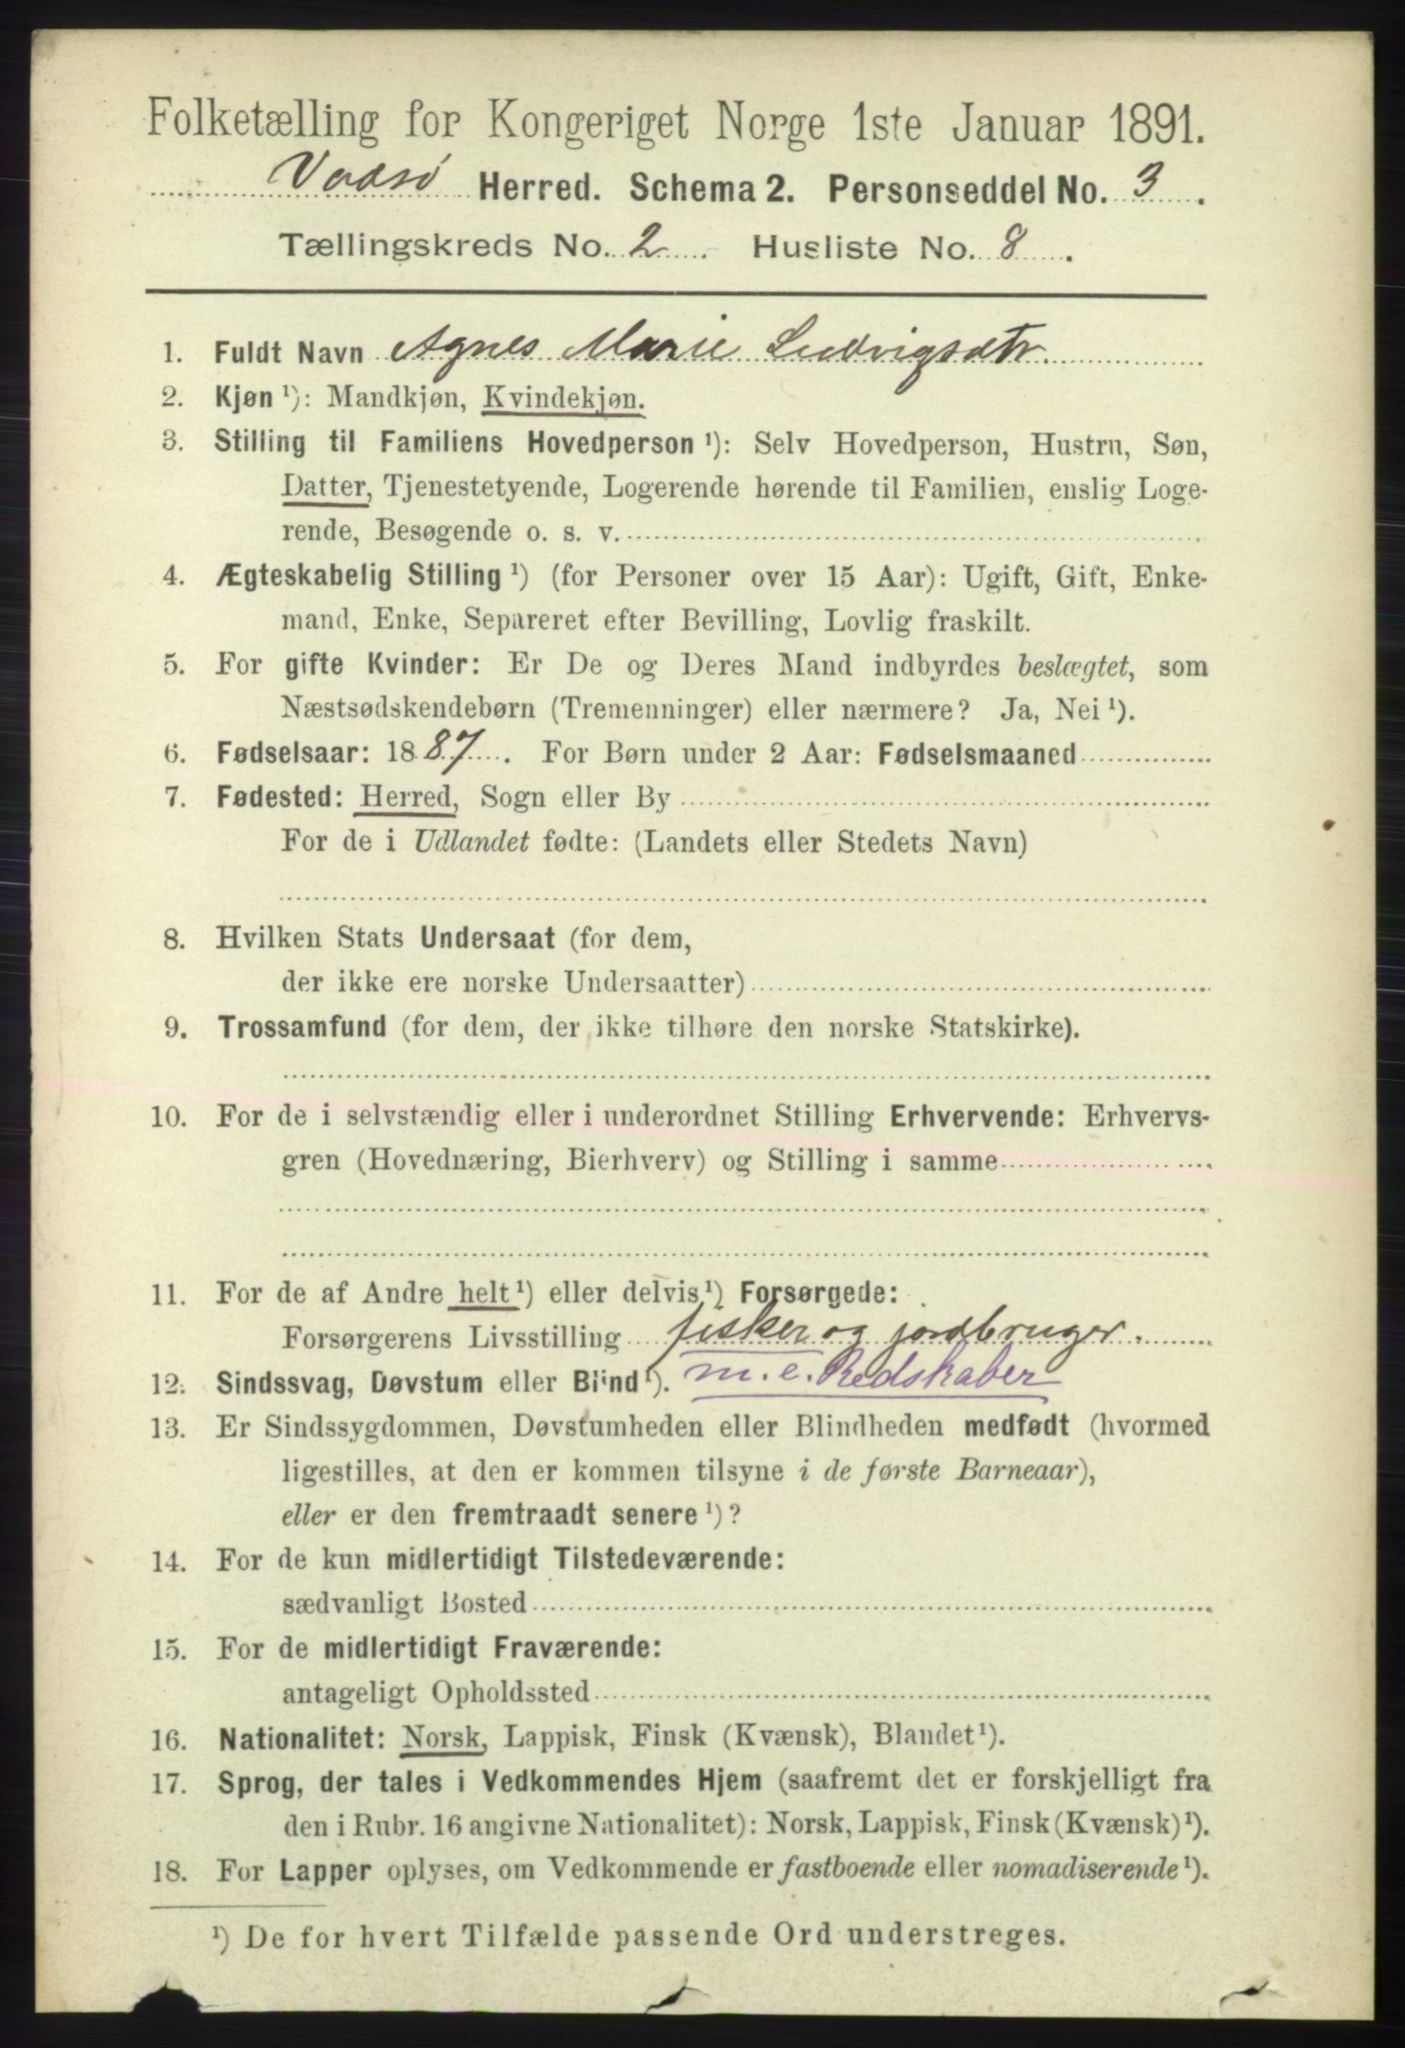 Folketælling for Kongeriget Norge 1ste Januar 1891.
Vadsø Herred. Schema 2. Personseddel No. 3.
Tællingskreds No. 2. Husliste No. 8.
1. Fuldt Navn Agnes Marie Ludvigsdtr.
2. Kjøn ¹): Mandkjøn, Kvindekjøn.
3. Stilling til Familiens Hovedperson ¹): Selv Hovedperson, Hustru, Søn,
Datter, Tjenestetyende, Logerende hørende til Familien, enslig Loge-
rende, Besøgende o. s. v.
4. Ægteskabelig Stilling ¹) (for Personer over 15 Aar): Ugift, Gift, Enke-
mand, Enke, Separeret efter Bevilling, Lovlig fraskilt.
5. For gifte Kvinder: Er De og Deres Mand indbyrdes beslægtet, som
Næstsødskendebørn (Tremenninger) eller nærmere? Ja, Nei ¹).
6. Fødselsaar: 1887. For Børn under 2 Aar: Fødselsmaaned
7. Fødested: Herred, Sogn eller By
For de i Udlandet fødte: (Landets eller Stedets Navn)
8. Hvilken Stats Undersaat (for dem,
der ikke ere norske Undersaatter)
9. Trossamfund (for dem, der ikke tilhøre den norske Statskirke).
10. For de i selvstændig eller i underordnet Stilling Erhvervende: Erhvervs-
gren (Hovednæring, Bierhverv) og Stilling i samme
11. For de af Andre helt ¹) eller delvis ¹) Forsørgede:
Forsørgerens Livsstilling fisker og jordbruger.
12. Sindssvag, Døvstum eller Blind ¹). m. e. Redskaber
13. Er Sindssygdommen, Døvstumheden eller Blindheden medfødt (hvormed
ligestilles, at den er kommen tilsyne i de første Barneaar),
eller er den fremtraadt senere ¹)?
14. For de kun midlertidigt Tilstedeværende:
sædvanligt Bosted
15. For de midlertidigt Fraværende:
antageligt Opholdssted
16. Nationalitet: Norsk, Lappisk, Finsk (Kvænsk), Blandet ¹).
17. Sprog, der tales i Vedkommendes Hjem (saafremt det er forskjelligt fra
den i Rubr. 16 angivne Nationalitet): Norsk, Lappisk, Finsk (Kvænsk) ¹).
18. For Lapper oplyses, om Vedkommende er fastboende eller nomadiserende ¹).
¹) De for hvert Tilfælde passende Ord understreges.